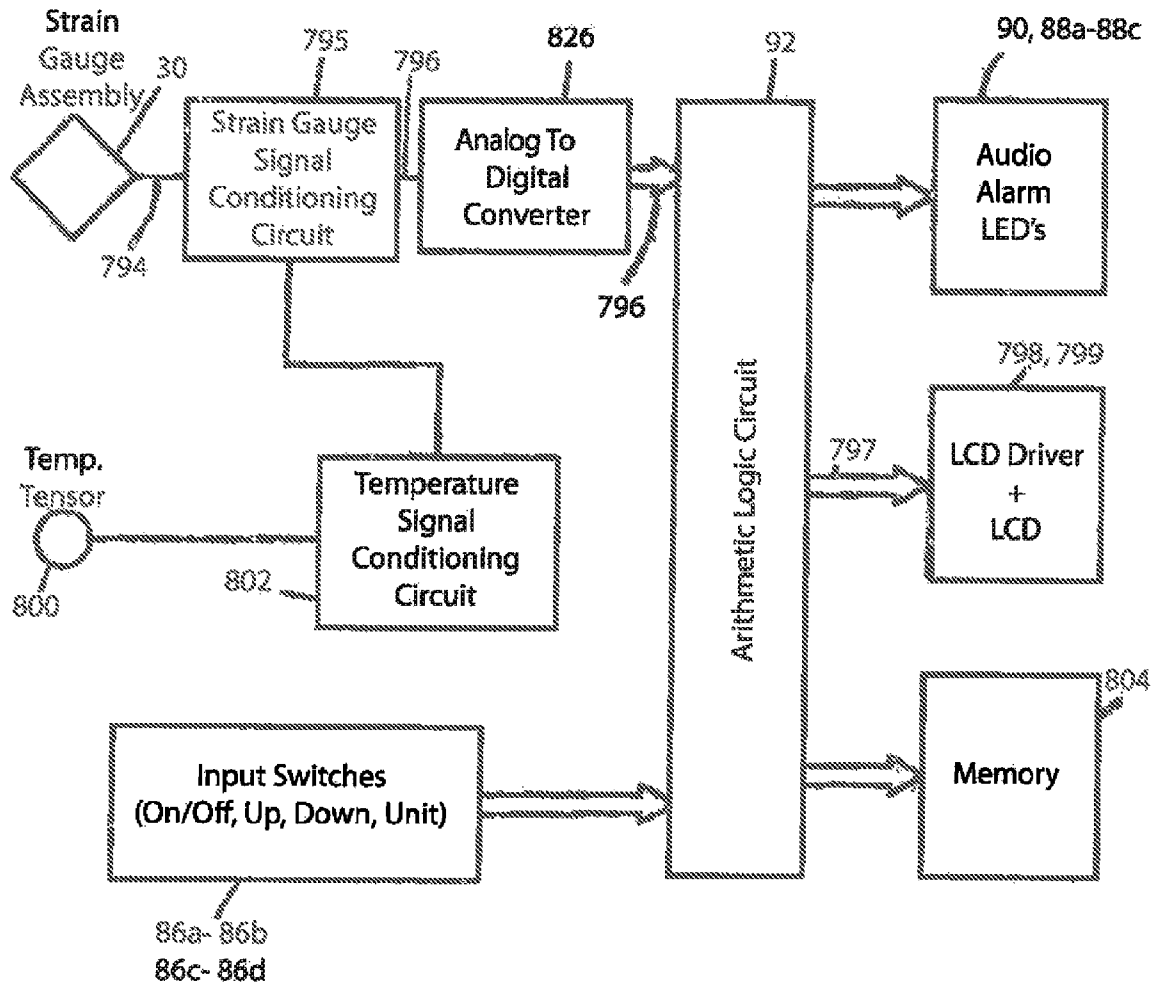 Strain
Gauge
Assembly
30
794
795
Strain Gauge
Signal
Conditioning
Circuit
796
826
Analog To
Digital
Converter
796
92
Arithmetic Logic Circuit
90, 88a-88c
Audio
Alarm
LED's
798, 799
797
LCD Driver
+
LCD
Temp.
Tensor
800
802
Temperature
Signal
Conditioning
Circuit
804
Memory
Input Switches
(On/Off, Up, Down, Unit)
86a- 86b
86c- 86d